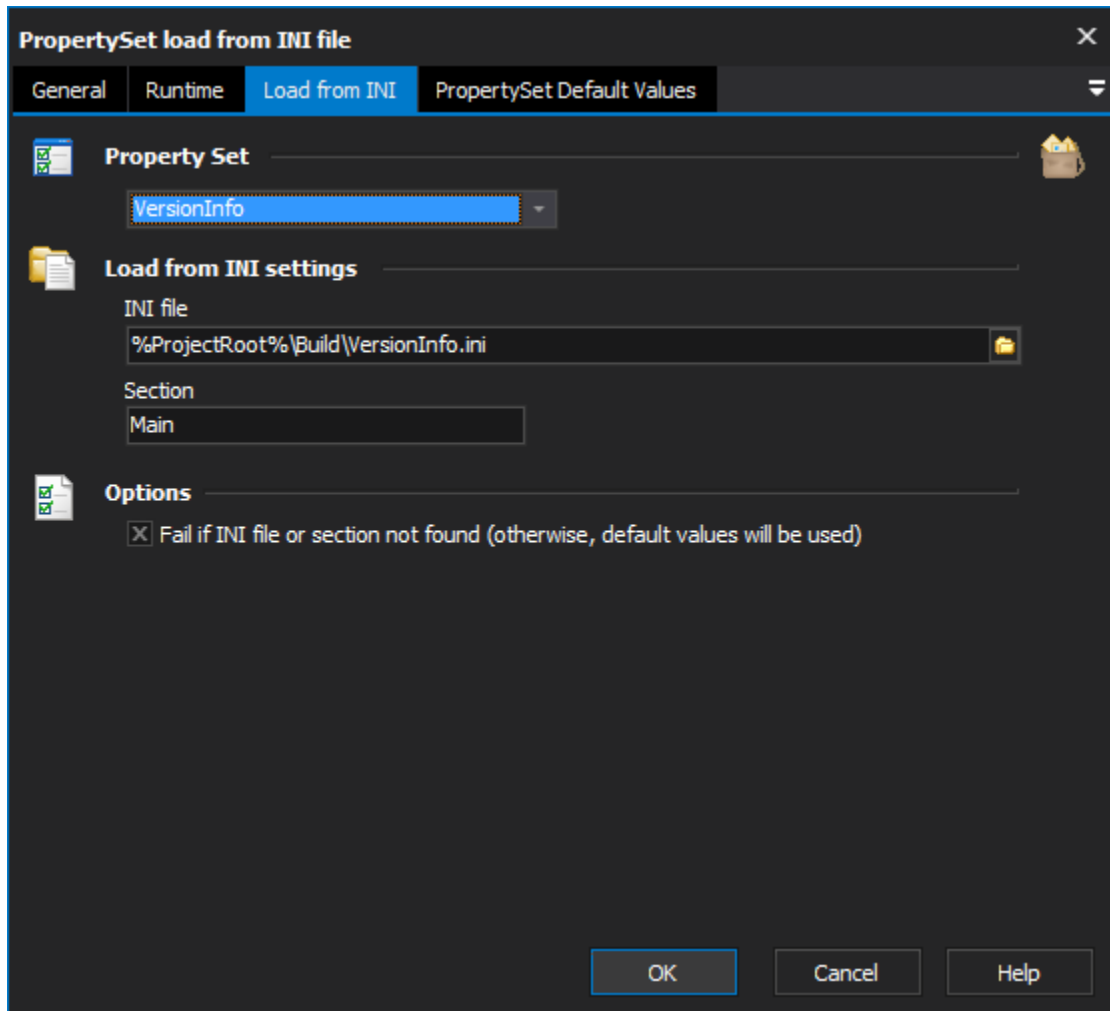 PropertySet load from INI file
General Runtime Load from INI PropertySet Default Values
Property Set
VersionInfo
Load from INI settings
INI file
%ProjectRoot%\Build\VersionInfo.ini
Section
Main
Options
Fail if INI file or section not found (otherwise, default values will be used)
OK Cancel Help